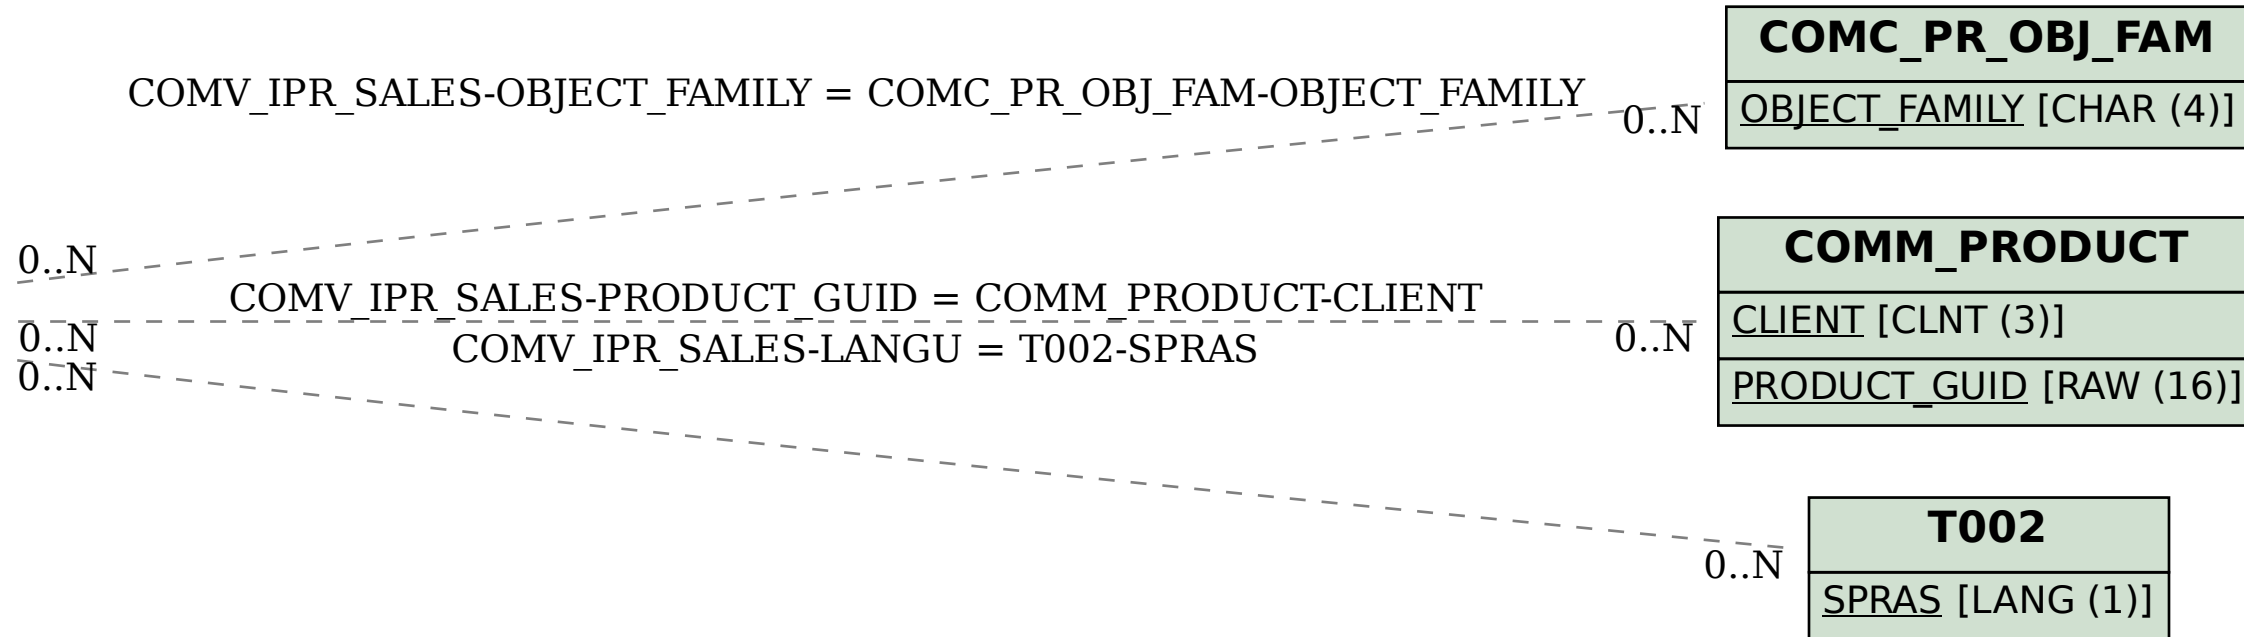 COMC_PR_OBJ_FAM
COMV_IPR_SALES-OBJECT_FAMILY = COMC_PR_OBJ_FAM-OBJECT_FAMILY
0..N
OBJECT_FAMILY [CHAR (4)]
0..N
COMM_PRODUCT
COMV_IPR_SALES-PRODUCT_GUID = COMM_PRODUCT-CLIENT
0..N
0..N
CLIENT [CLNT (3)]
COMV_IPR_SALES-LANGU = T002-SPRAS
0..N
PRODUCT_GUID [RAW (16)]
T002
0..N
SPRAS [LANG (1)]